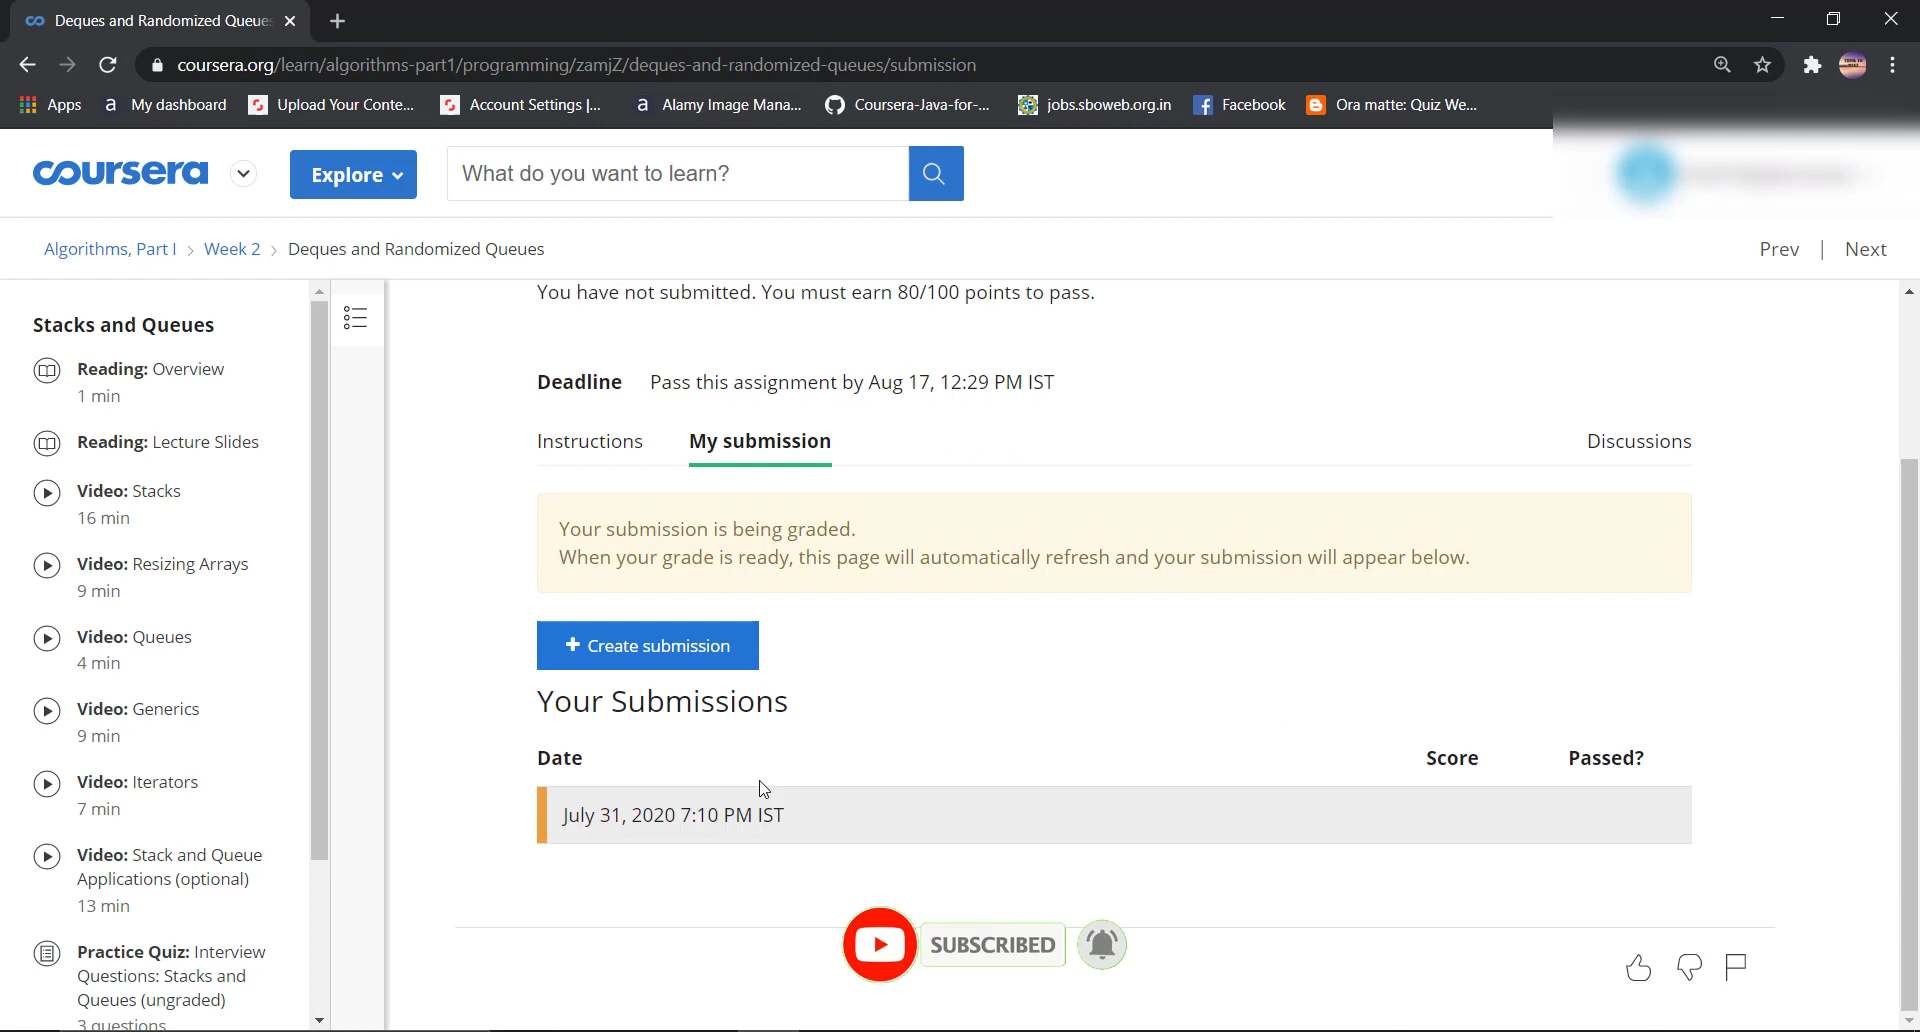 Deques and Randomized Queues
coursera.org/learn/algorithms-part1/programming/zamjZ/deques-and-randomized-queues/submission
Apps
a My dashboard
Upload Your Conte...
Account Settings |...
a Alamy Image Mana...
Coursera-Java-for-...
jobs.sboweb.org.in
Facebook
Ora matte: Quiz We...
coursera
Explore
What do you want to learn?
Algorithms, Part I > Week 2 > Deques and Randomized Queues
Prev | Next
Stacks and Queues
Reading: Overview
1 min
Reading: Lecture Slides
Video: Stacks
16 min
Video: Resizing Arrays
9 min
Video: Queues
4 min
Video: Generics
9 min
Video: Iterators
7 min
Video: Stack and Queue
Applications (optional)
13 min
Practice Quiz: Interview
Questions: Stacks and
Queues (ungraded)
3 questions
You have not submitted. You must earn 80/100 points to pass.
Deadline Pass this assignment by Aug 17, 12:29 PM IST
Instructions My submission Discussions
Your submission is being graded.
When your grade is ready, this page will automatically refresh and your submission will appear below.
+ Create submission
Your Submissions
Date Score Passed?
July 31, 2020 7:10 PM IST
SUBSCRIBED